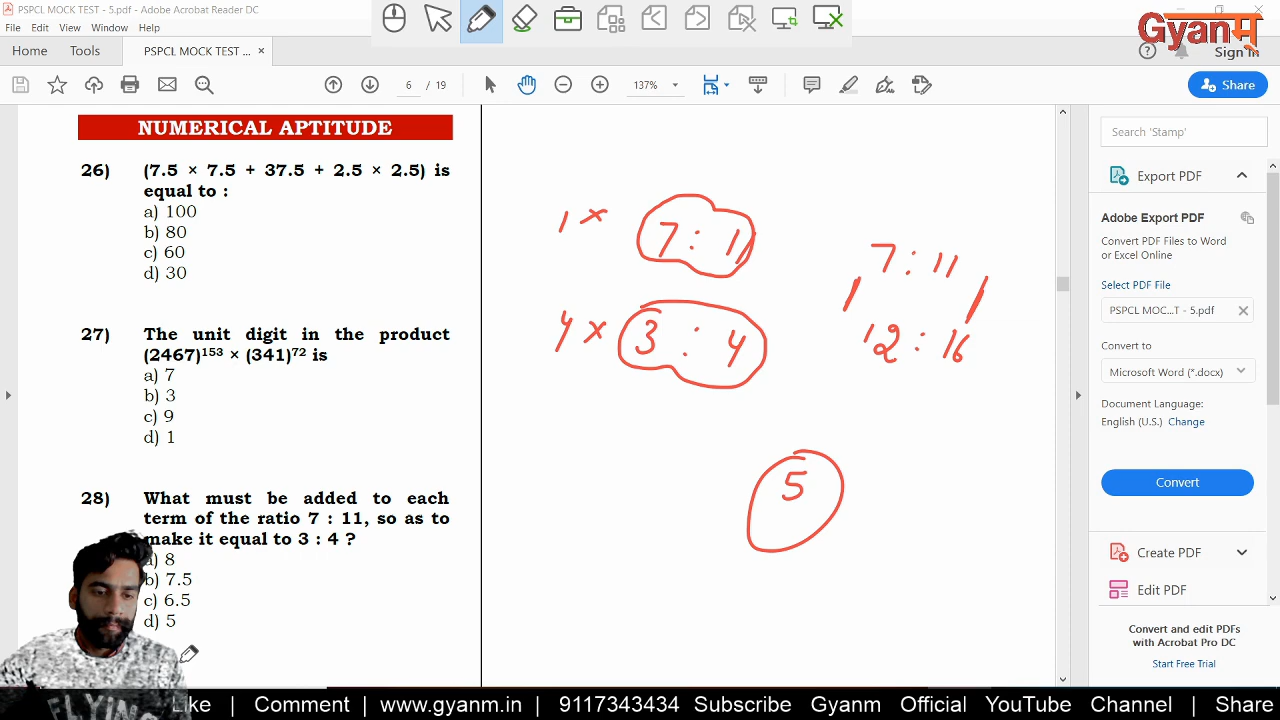 PSPCL MOCK TEST - 5.pdf - Adobe Acrobat Reader DC
File Edit View Window Help
Gyanम्
Home Tools PSPCL MOCK TEST ... ×
Sign In
6 / 19
137%
Share
NUMERICAL APTITUDE
26) (7.5 × 7.5 + 37.5 + 2.5 × 2.5) is
equal to :
a) 100
b) 80
c) 60
d) 30
27) The unit digit in the product
(2467)¹⁵³ × (341)⁷² is
a) 7
b) 3
c) 9
d) 1
28) What must be added to each
term of the ratio 7 : 11, so as to
make it equal to 3 : 4 ?
a) 8
b) 7.5
c) 6.5
d) 5
1 × 7 : 11
4 × 3 : 4
7 : 11
12 : 16
5
Search 'Stamp'
Export PDF
Adobe Export PDF
Convert PDF Files to Word
or Excel Online
Select PDF File
PSPCL MOC...T - 5.pdf
Convert to
Microsoft Word (*.docx)
Document Language:
English (U.S.) Change
Convert
Create PDF
Edit PDF
Convert and edit PDFs
with Acrobat Pro DC
Start Free Trial
FLYING
Like | Comment | www.gyanm.in | 9117343434 Subscribe Gyanm Official YouTube Channel | Share